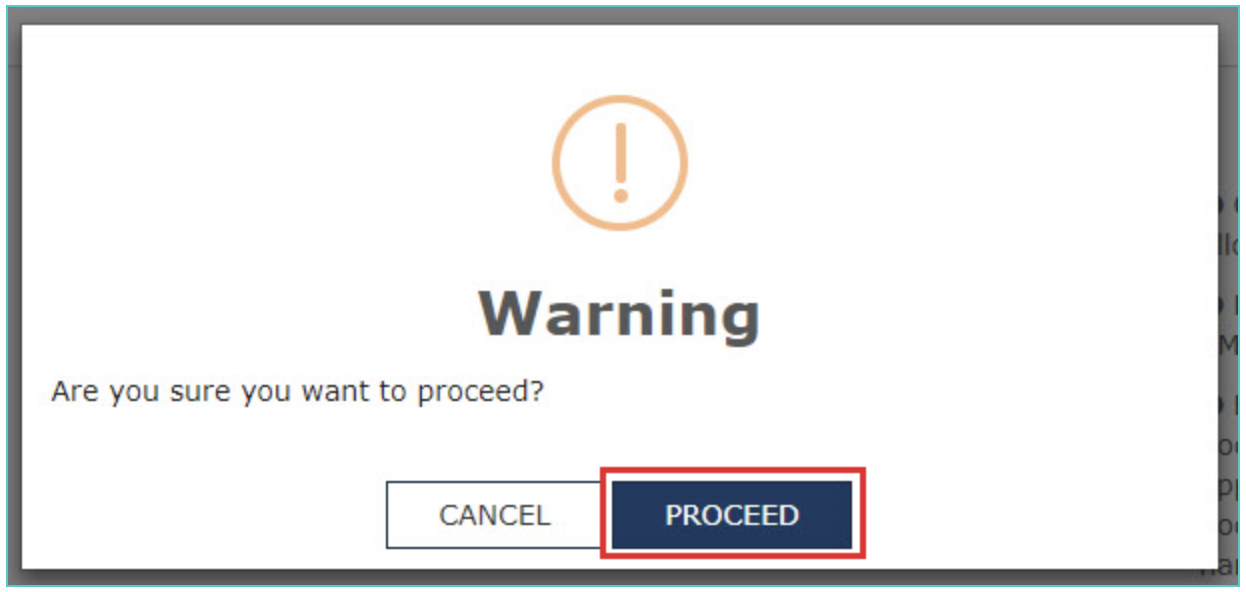 Warning
Are you sure you want to proceed?
CANCEL PROCEED